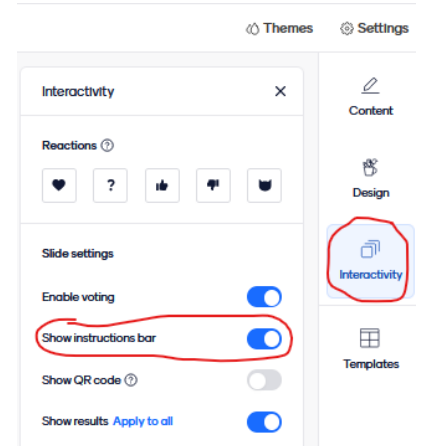 Themes
Settings
Interactivity
Content
Reactions ?
?
Design
Slide settings
Interactivity
Enable voting
Show instructions bar
Templates
Show QR code ?
Show results Apply to all